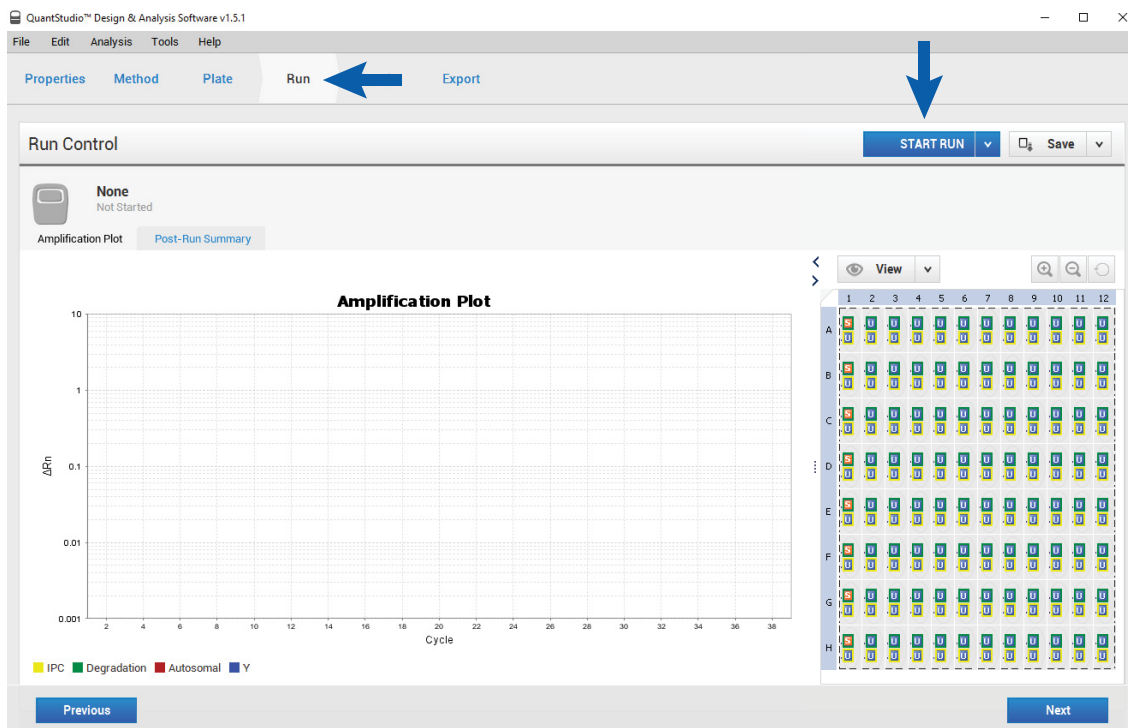 QuantStudio™ Design & Analysis Software v1.5.1
File Edit Analysis Tools Help
Properties Method Plate Run Export
Run Control
START RUN Save
None
Not Started
Amplification Plot Post-Run Summary
View
Amplification Plot
1 2 3 4 5 6 7 8 9 10 11 12
A S U U U U U U U U U U U
U U U U U U U U U U U U
B S U U U U U U U U U U U
U U U U U U U U U U U U
C S U U U U U U U U U U U
U U U U U U U U U U U U
D S U U U U U U U U U U U
U U U U U U U U U U U U
E S U U U U U U U U U U U
U U U U U U U U U U U U
F S U U U U U U U U U U U
U U U U U U U U U U U U
G S U U U U U U U U U U U
U U U U U U U U U U U U
H S U U U U U U U U U U U
U U U U U U U U U U U U
ΔRn
10
1
0.1
0.01
0.001
2 4 6 8 10 12 14 16 18 20 22 24 26 28 30 32 34 36 38
Cycle
IPC Degradation Autosomal Y
Previous Next